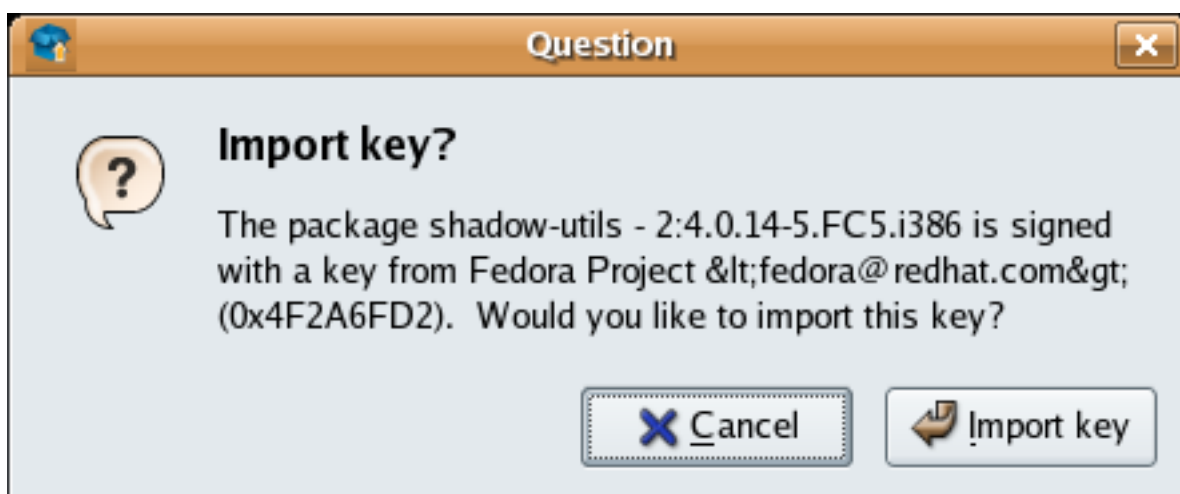 Question
Import key?
The package shadow-utils - 2:4.0.14-5.FC5.i386 is signed
with a key from Fedora Project &lt;fedora@redhat.com&gt;
(0x4F2A6FD2).  Would you like to import this key?
Cancel
Import key